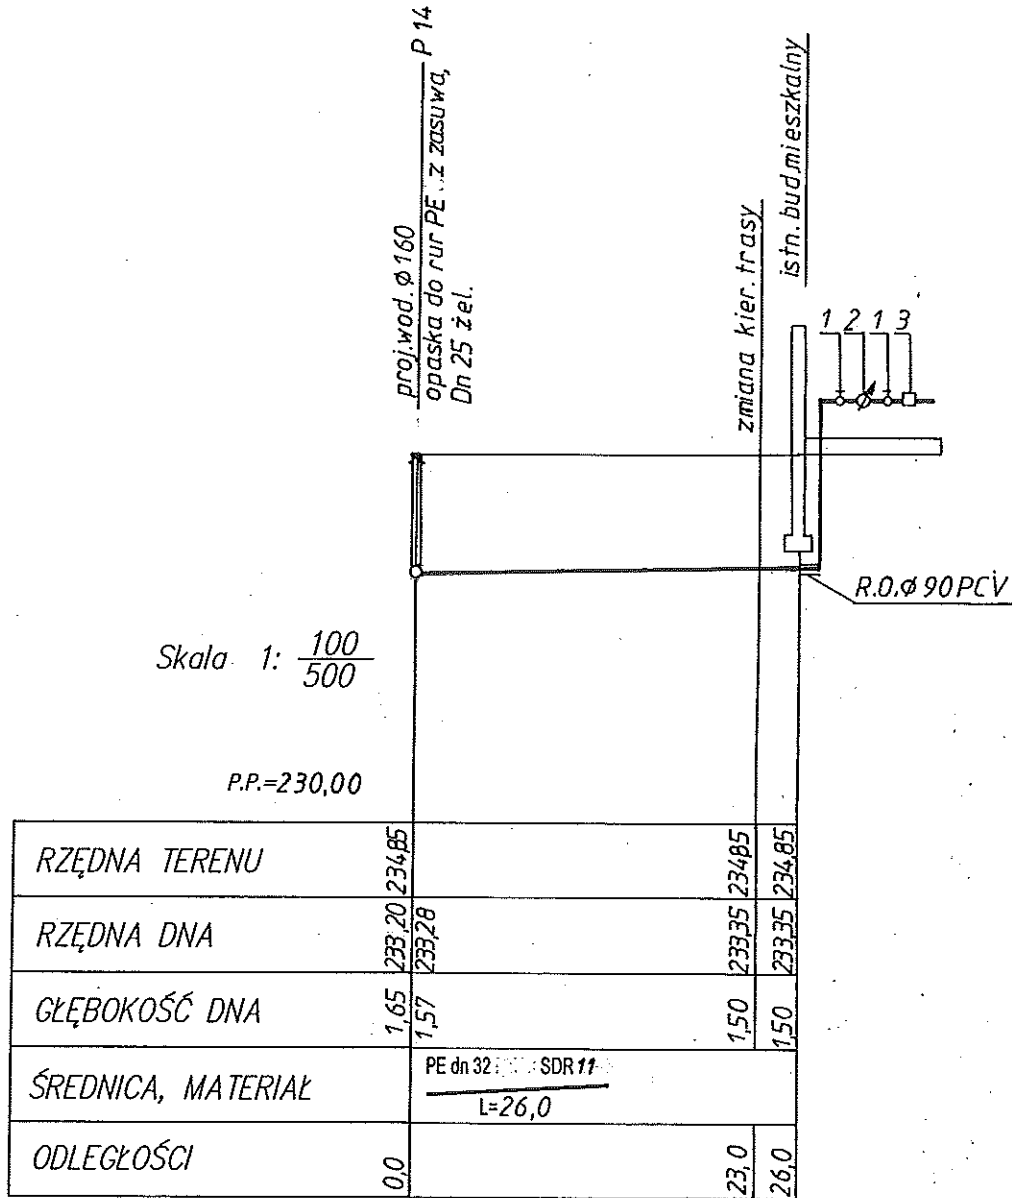 P 14
proj.wod. ϕ 160
opaska do rur PE z zasuwą,
Dn 25 żel.
zmiana kier. trasy
istn. bud.mieszkalny
1 2 1 3
R.O.ϕ 90 PCV
Skala 1: 100
500
P.P.=230,00
RZĘDNA TERENU 234,85 234,85 234,85
RZĘDNA DNA 233,20 233,28 233,35 233,35
GŁĘBOKOŚĆ DNA 1,65 1,57 1,50 1,50
ŚREDNICA, MATERIAŁ PE dn 32 SDR 11
L=26,0
ODLEGŁOŚCI 0,0 23,0 26,0